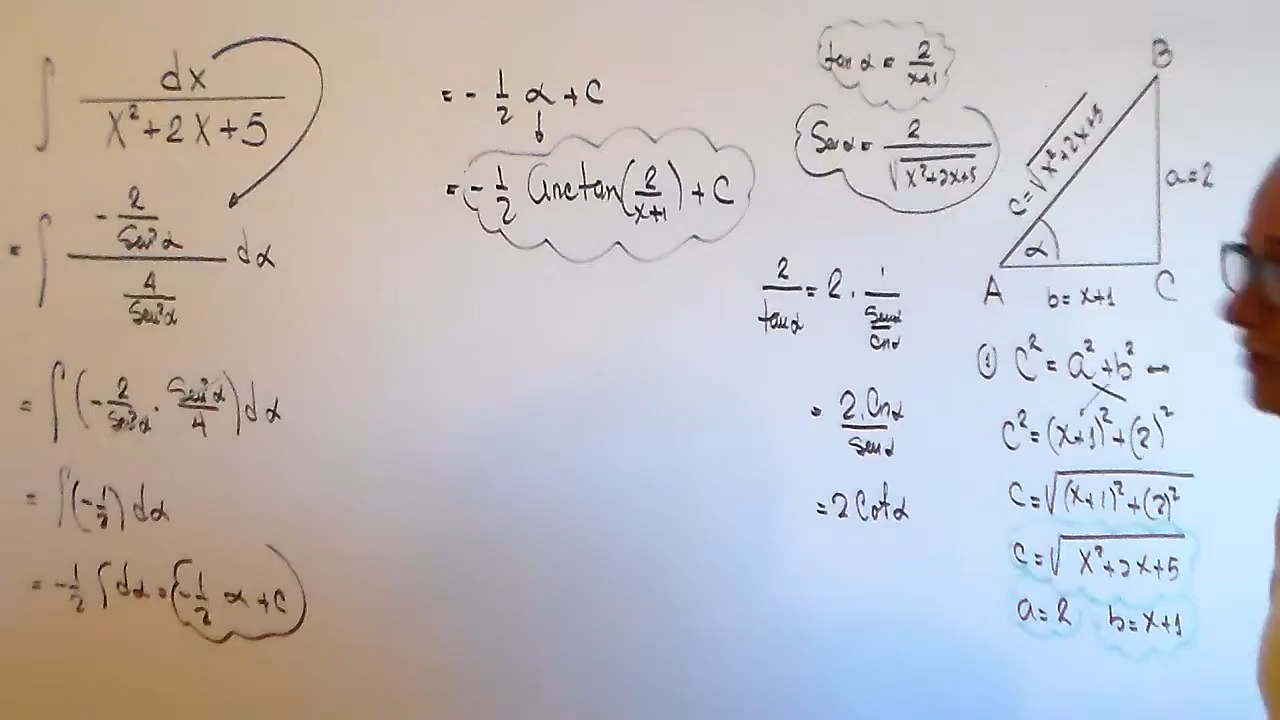 ∫ dx / (x²+2x+5)
= ∫ (-2/Sen²α) / (4/Sen²α) dα
= ∫ (-2/Sen²α · Sen²α/4) dα
= ∫ (-1/2) dα
= -1/2 ∫ dα = -1/2 α + C
= -1/2 α + C
= -1/2 arctan(2/(x+1)) + C
tan α = 2/(x+1)
Sen α = 2/√(x²+2x+5)
2/tan α = 2 · 1/(Sen α/Cos α)
= 2·Cos α/Sen α
= 2 Cot α
B
c=√(x²+2x+5)
a=2
α
A
b=x+1
C
① C² = a²+b²
C² = (x+1)²+(2)²
C = √((x+1)²+(2)²)
C = √(x²+2x+5)
a=2 b=x+1